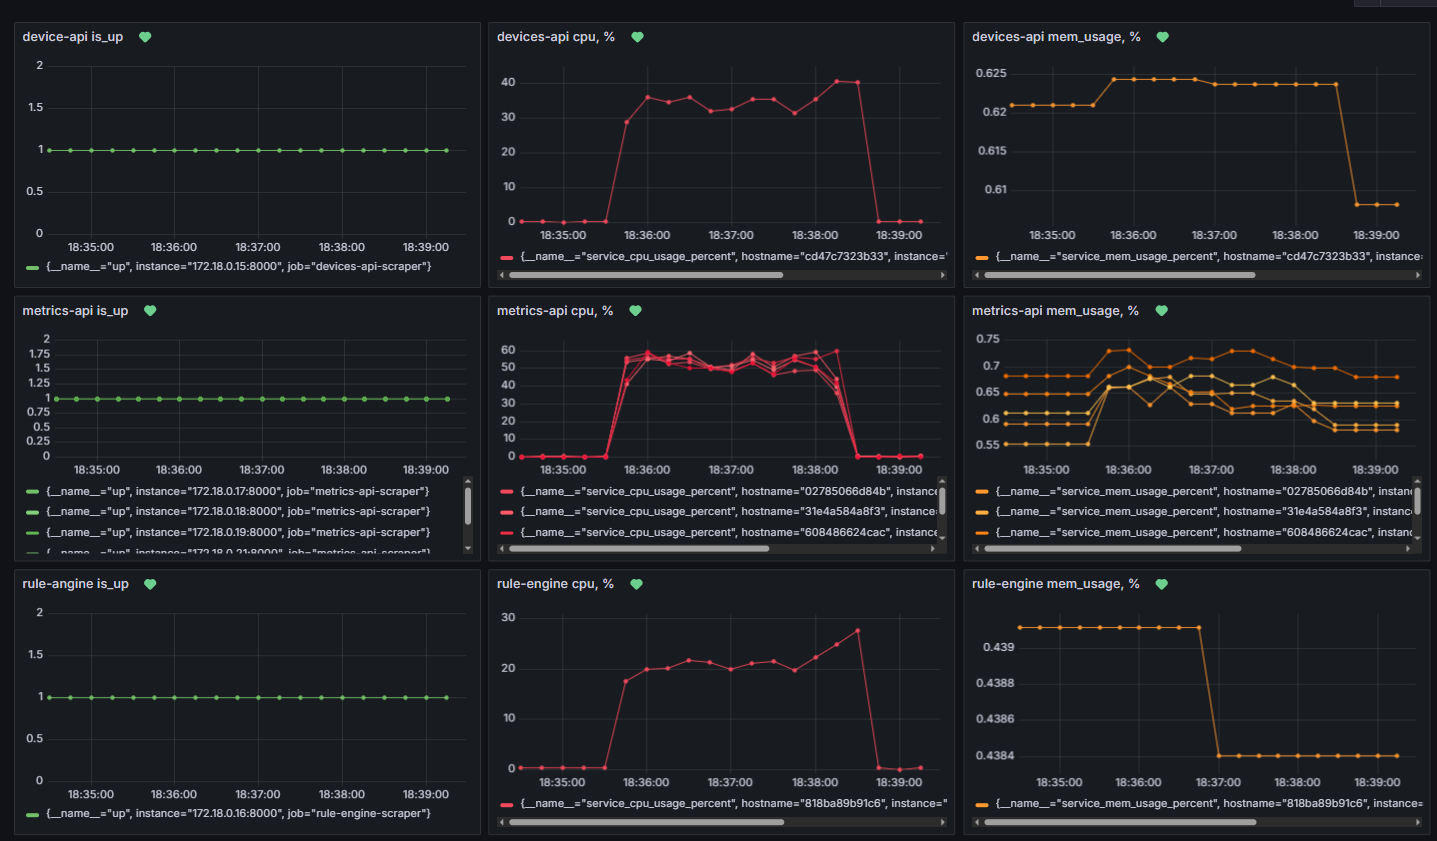 device-api is_up
2
1.5
1
0.5
0
18:35:00 18:36:00 18:37:00 18:38:00 18:39:00
{__name__="up", instance="172.18.0.15:8000", job="devices-api-scraper"}
devices-api cpu, %
40
30
20
10
0
18:35:00 18:36:00 18:37:00 18:38:00 18:39:00
{__name__="service_cpu_usage_percent", hostname="cd47c7323b33", instance="
devices-api mem_usage, %
0.625
0.62
0.615
0.61
18:35:00 18:36:00 18:37:00 18:38:00 18:39:00
{__name__="service_mem_usage_percent", hostname="cd47c7323b33", instance=
metrics-api is_up
2
1.75
1.5
1.25
1
0.75
0.5
0.25
0
18:35:00 18:36:00 18:37:00 18:38:00 18:39:00
{__name__="up", instance="172.18.0.17:8000", job="metrics-api-scraper"}
{__name__="up", instance="172.18.0.18:8000", job="metrics-api-scraper"}
{__name__="up", instance="172.18.0.19:8000", job="metrics-api-scraper"}
{__name__="up", instance="172.18.0.21:8000", job="metrics-api-scraper"}
metrics-api cpu, %
60
50
40
30
20
10
0
18:35:00 18:36:00 18:37:00 18:38:00 18:39:00
{__name__="service_cpu_usage_percent", hostname="02785066d84b", instance
{__name__="service_cpu_usage_percent", hostname="31e4a584a8f3", instance=
{__name__="service_cpu_usage_percent", hostname="608486624cac", instance
metrics-api mem_usage, %
0.75
0.7
0.65
0.6
0.55
18:35:00 18:36:00 18:37:00 18:38:00 18:39:00
{__name__="service_mem_usage_percent", hostname="02785066d84b", instan
{__name__="service_mem_usage_percent", hostname="31e4a584a8f3", instanc
{__name__="service_mem_usage_percent", hostname="608486624cac", instanc
rule-angine is_up
2
1.5
1
0.5
0
18:35:00 18:36:00 18:37:00 18:38:00 18:39:00
{__name__="up", instance="172.18.0.16:8000", job="rule-engine-scraper"}
rule-engine cpu, %
30
20
10
0
18:35:00 18:36:00 18:37:00 18:38:00 18:39:00
{__name__="service_cpu_usage_percent", hostname="818ba89b91c6", instance="
rule-engine mem_usage, %
0.439
0.4388
0.4386
0.4384
18:35:00 18:36:00 18:37:00 18:38:00 18:39:00
{__name__="service_mem_usage_percent", hostname="818ba89b91c6", instance=